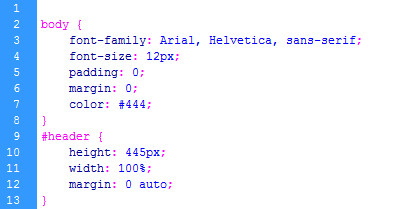 1
2 body {
3 font-family: Arial, Helvetica, sans-serif;
4 font-size: 12px;
5 padding: 0;
6 margin: 0;
7 color: #444;
8 }
9 #header {
10 height: 445px;
11 width: 100%;
12 margin: 0 auto;
13 }